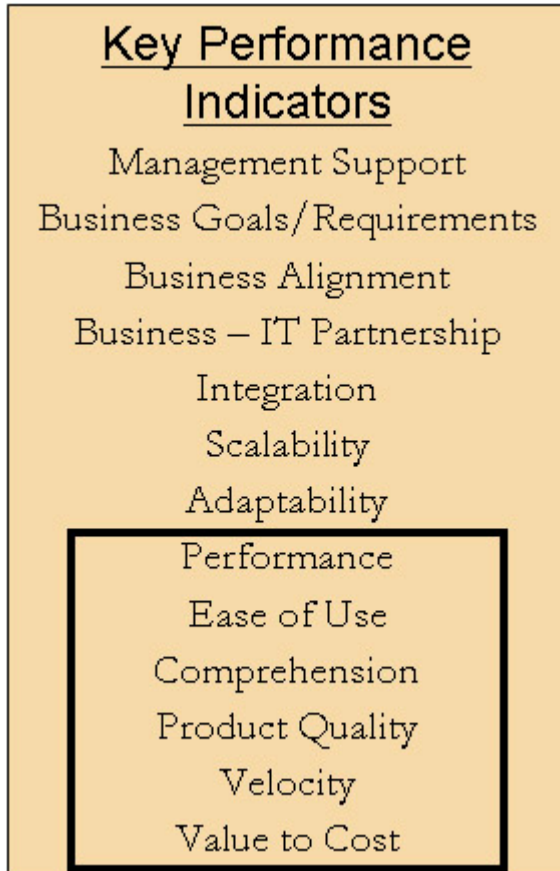 Key Performance
Indicators
Management Support
Business Goals/Requirements
Business Alignment
Business – IT Partnership
Integration
Scalability
Adaptability
Performance
Ease of Use
Comprehension
Product Quality
Velocity
Value to Cost